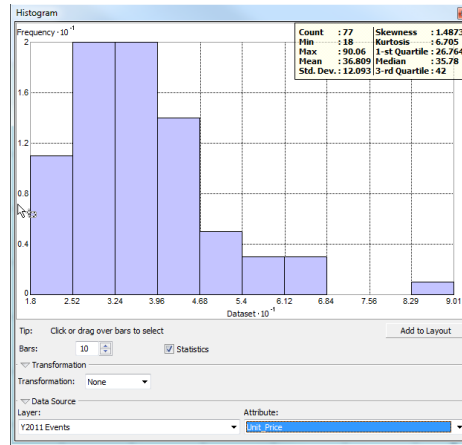 Histogram
Frequency · 10⁻¹
Count : 77 Skewness : 1.4873
Min : 18 Kurtosis : 6.705
Max : 90.06 1-st Quartile : 26.764
Mean : 36.809 Median : 35.78
Std. Dev. : 12.093 3-rd Quartile : 42
2
1.6
1.2
0.8
0.4
0
1.8 2.52 3.24 3.96 4.68 5.4 6.12 6.84 7.56 8.29 9.01
Dataset · 10⁻¹
Tip: Click or drag over bars to select
Add to Layout
Bars: 10 Statistics
Transformation
Transformation: None
Data Source
Layer: Attribute:
Y2011 Events Unit_Price